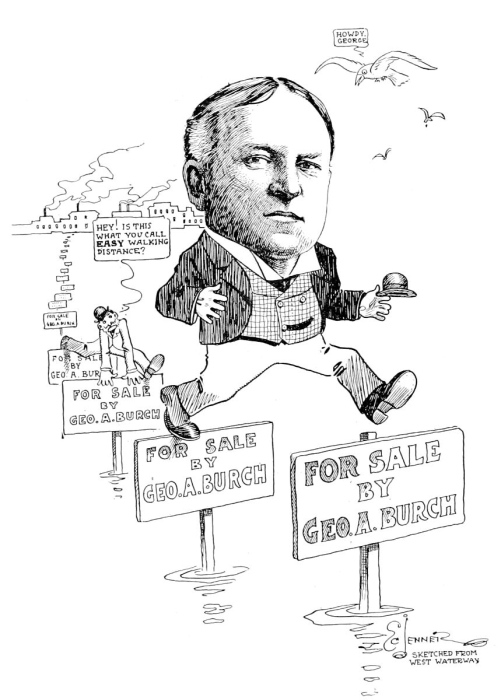 HOWDY.
GEORGE
HEY! IS THIS
WHAT YOU CALL
EASY WALKING
DISTANCE?
FOR SALE
BY
GEO.A.BURCH
FOR SALE
BY
GEO A. BUR
FOR SALE
BY
GEO. A. BURCH
FOR SALE
BY
GEO. A. BURCH
FOR SALE
BY
GEO. A. BURCH
SKETCHED FROM
WEST WATERWAY